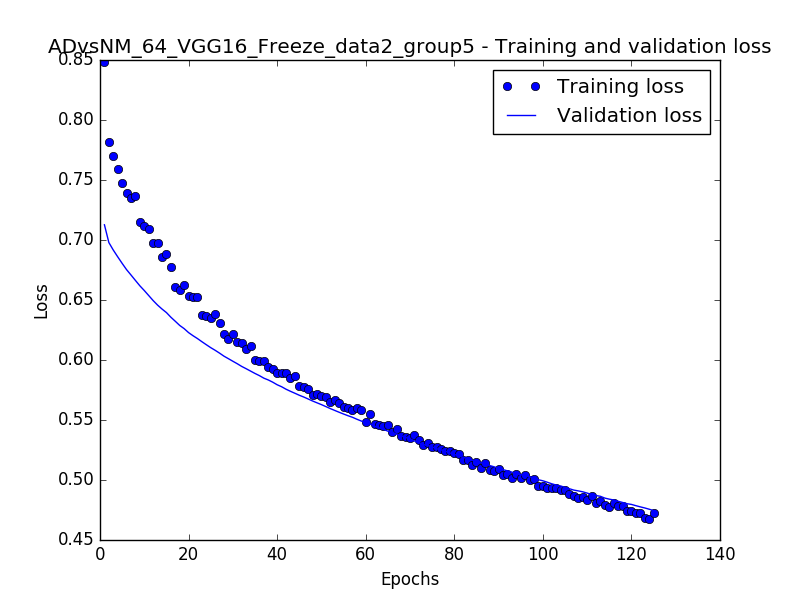 ADvsNM_64_VGG16_Freeze_data2_group5 - Training and validation loss
Training loss
Validation loss
Loss
0.85
0.80
0.75
0.70
0.65
0.60
0.55
0.50
0.45
0 20 40 60 80 100 120 140
Epochs